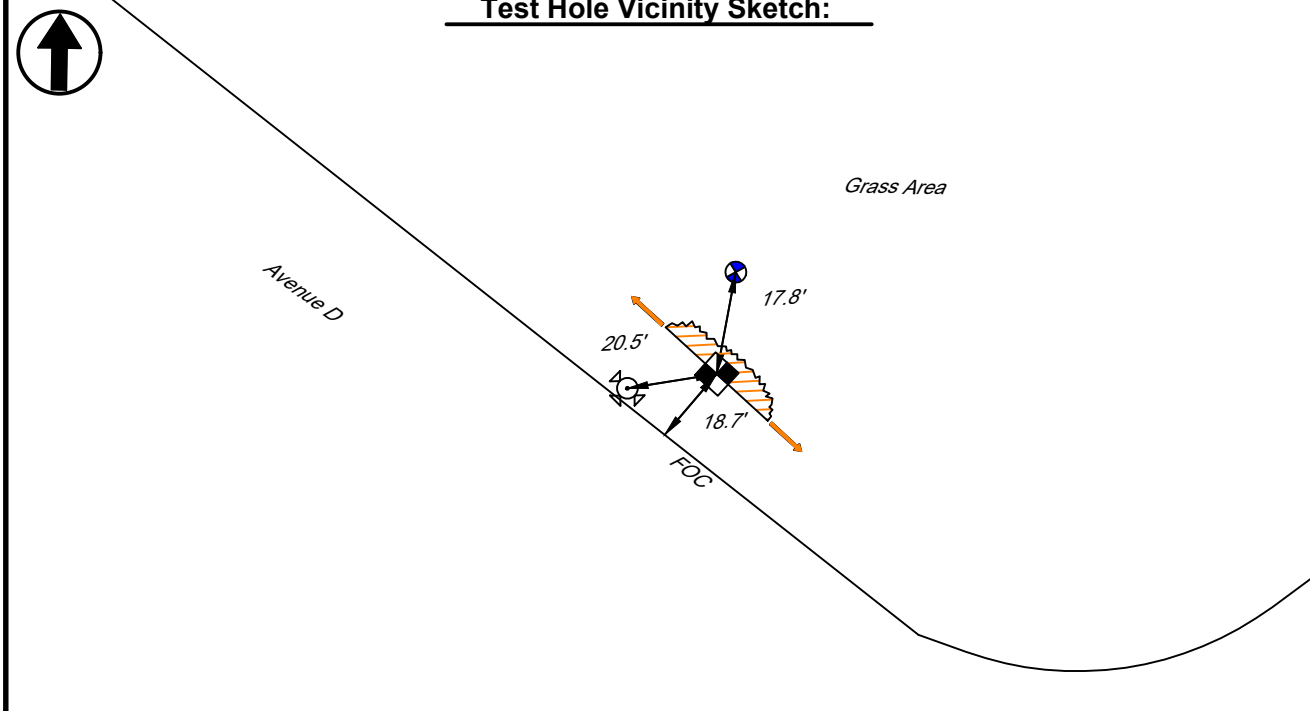 Test Hole Vicinity Sketch:
Grass Area
Avenue D
17.8'
20.5'
18.7'
FOC